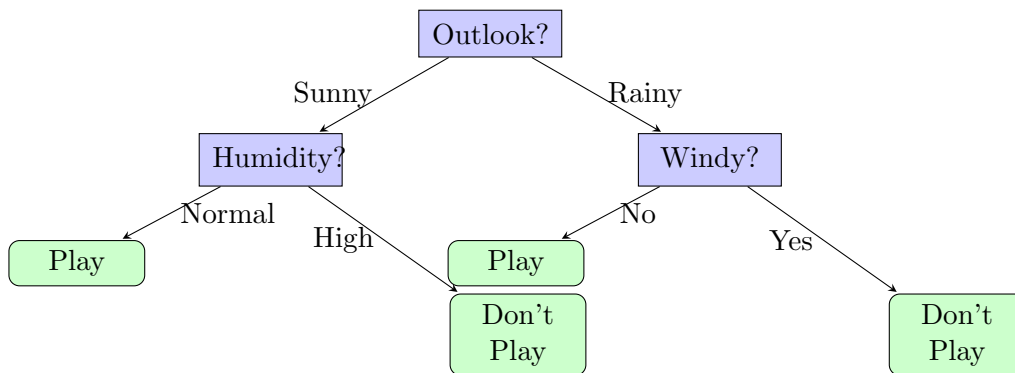 Outlook?
Sunny
Rainy
Humidity?
Windy?
Normal
High
No
Yes
Play
Play
Don't
Play
Don't
Play